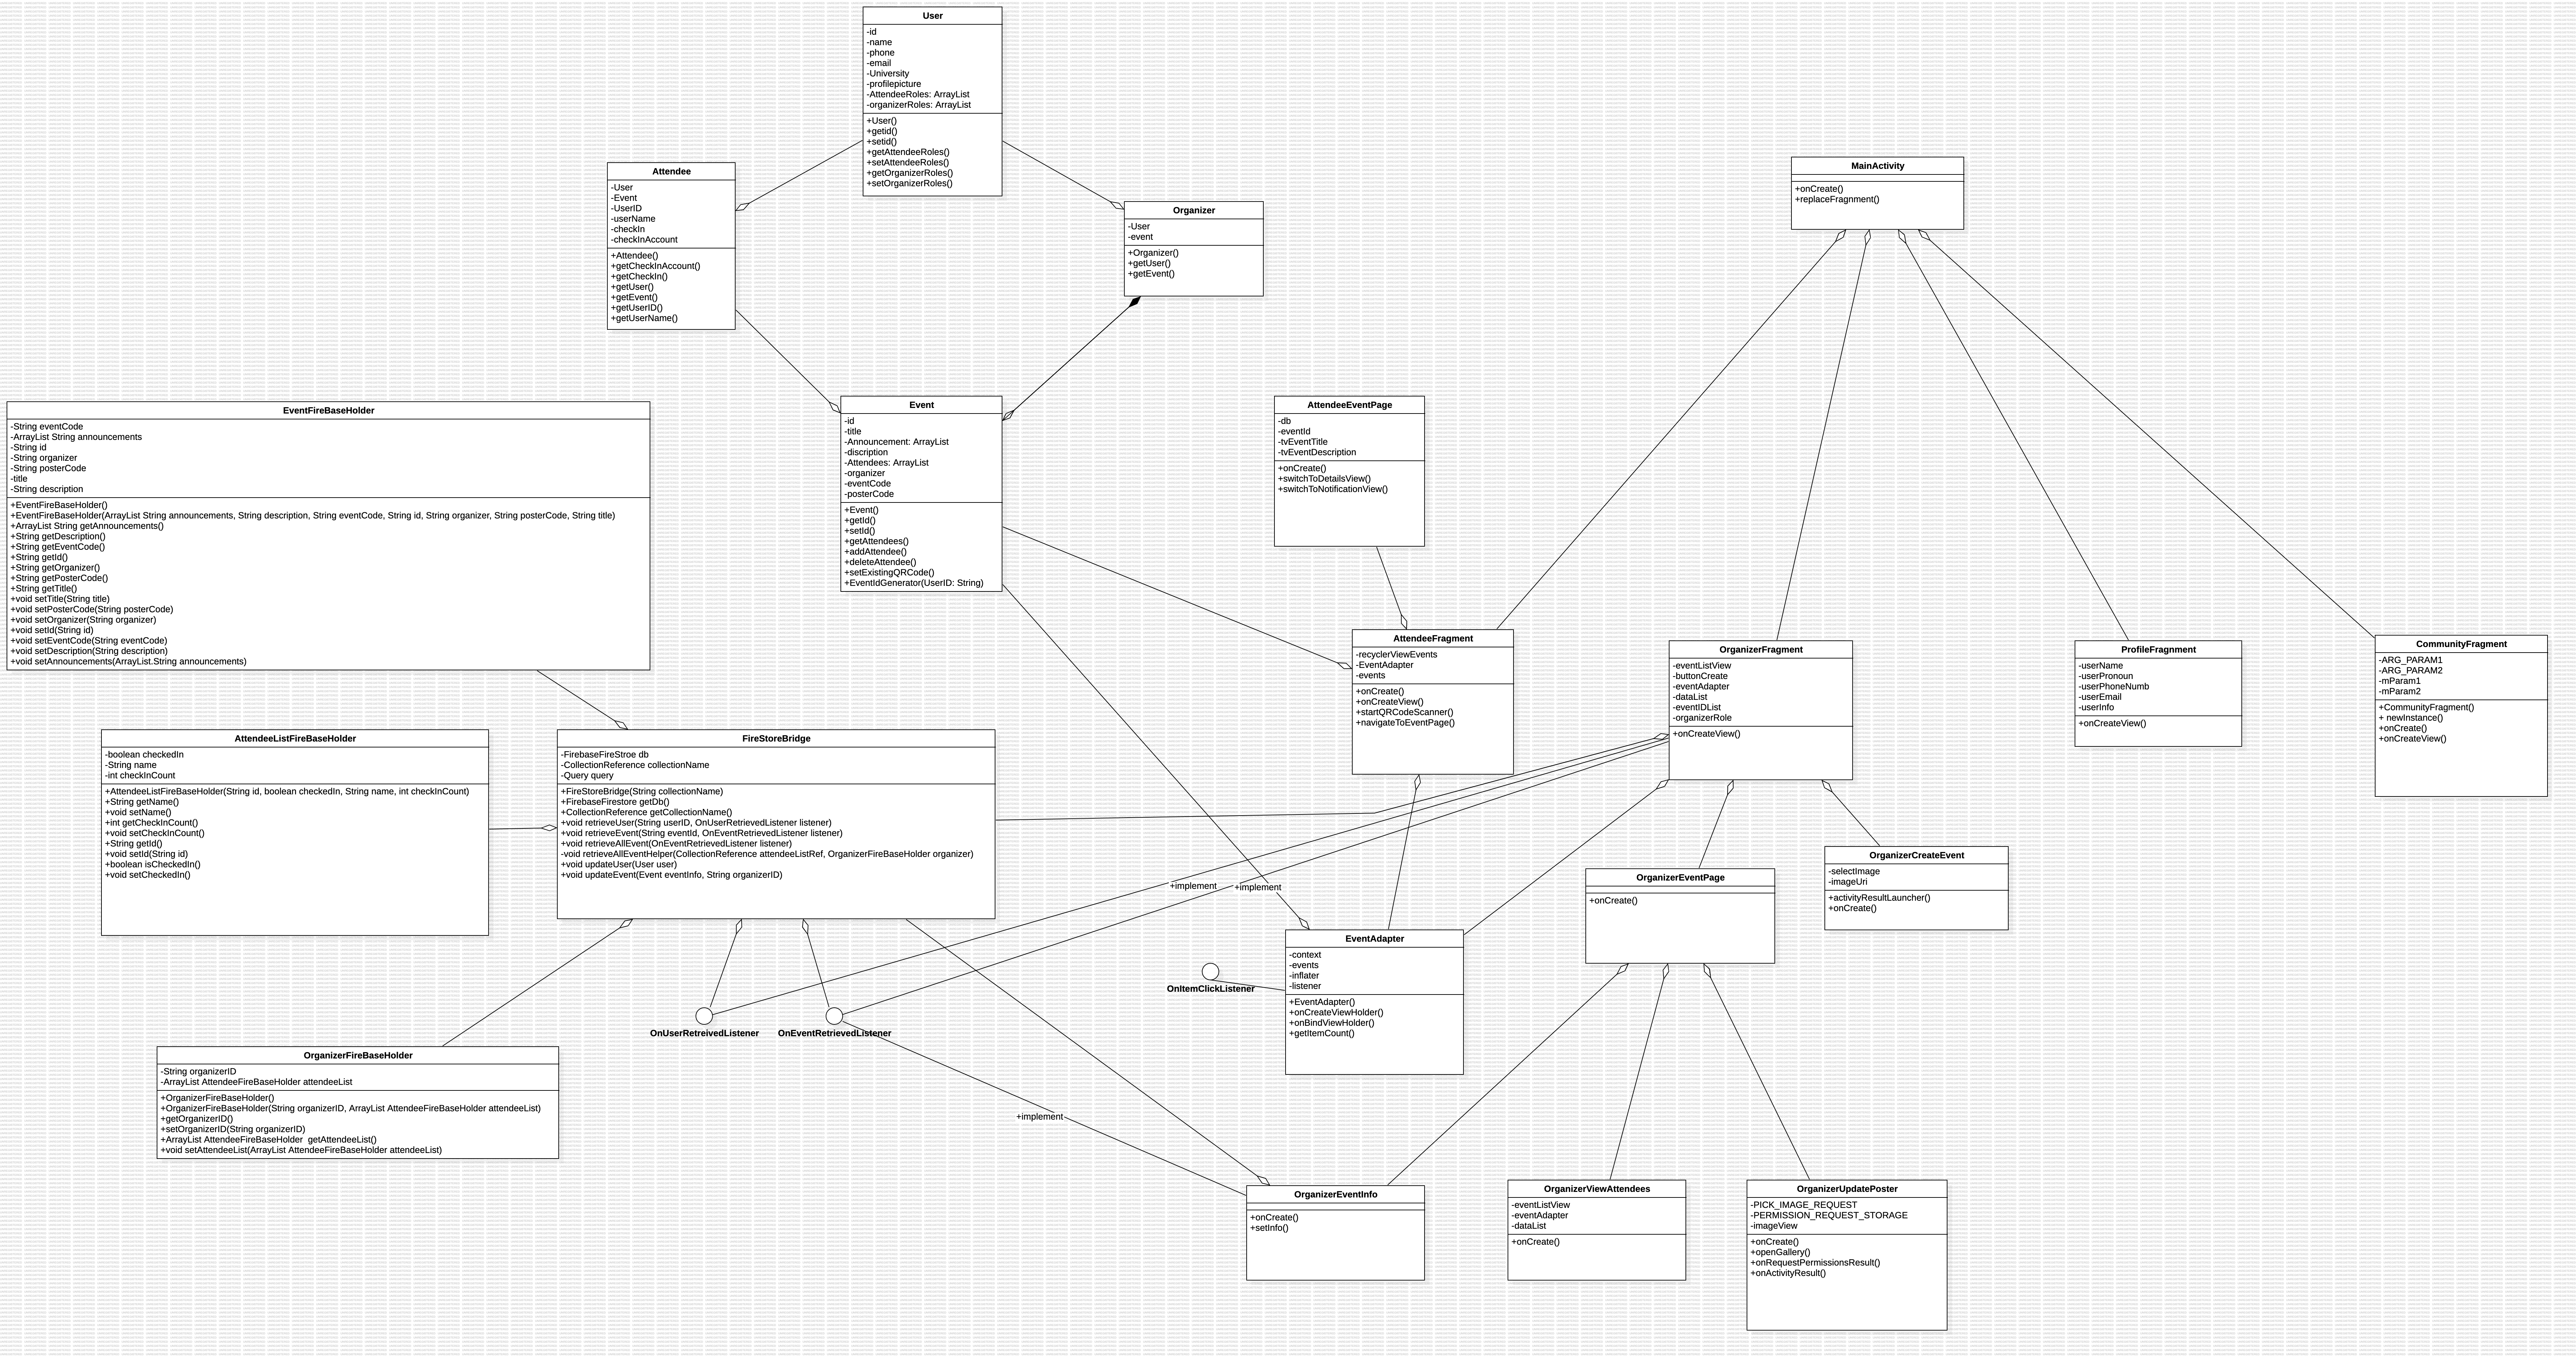 User
-id
-name
-phone
-email
-University
-profilepicture
-AttendeeRoles: ArrayList
-organizerRoles: ArrayList
+User()
+getid()
+setid()
+getAttendeeRoles()
+setAttendeeRoles()
+getOrganizerRoles()
+setOrganizerRoles()
Attendee
-User
-Event
-UserID
-userName
-checkIn
-checkInAccount
+Attendee()
+getCheckInAccount()
+getCheckIn()
+getUser()
+getEvent()
+getUserID()
+getUserName()
Organizer
-User
-event
+Organizer()
+getUser()
+getEvent()
MainActivity
+onCreate()
+replaceFragnment()
EventFireBaseHolder
-String eventCode
-ArrayList String announcements
-String id
-String organizer
-String posterCode
-title
-String description
+EventFireBaseHolder()
+EventFireBaseHolder(ArrayList String announcements, String description, String eventCode, String id, String organizer, String posterCode, String title)
+ArrayList String getAnnouncements()
+String getDescription()
+String getEventCode()
+String getId()
+String getOrganizer()
+String getPosterCode()
+String getTitle()
+void setTitle(String title)
+void setPosterCode(String posterCode)
+void setOrganizer(String organizer)
+void setId(String id)
+void setEventCode(String eventCode)
+void setDescription(String description)
+void setAnnouncements(ArrayList.String announcements)
Event
-id
-title
-Announcement: ArrayList
-discription
-Attendees: ArrayList
-organizer
-eventCode
-posterCode
+Event()
+getId()
+setId()
+getAttendees()
+addAttendee()
+deleteAttendee()
+setExistingQRCode()
+EventIdGenerator(UserID: String)
AttendeeEventPage
-db
-eventId
-tvEventTitle
-tvEventDescription
+onCreate()
+switchToDetailsView()
+switchToNotificationView()
AttendeeFragment
-recyclerViewEvents
-EventAdapter
-events
+onCreate()
+onCreateView()
+startQRCodeScanner()
+navigateToEventPage()
OrganizerFragment
-eventListView
-buttonCreate
-eventAdapter
-dataList
-eventIDList
-organizerRole
+onCreateView()
ProfileFragnment
-userName
-userPronoun
-userPhoneNumb
-userEmail
-userInfo
+onCreateView()
CommunityFragment
-ARG_PARAM1
-ARG_PARAM2
-mParam1
-mParam2
+CommunityFragment()
+ newInstance()
+onCreate()
+onCreateView()
AttendeeListFireBaseHolder
-boolean checkedIn
-String name
-int checkInCount
+AttendeeListFireBaseHolder(String id, boolean checkedIn, String name, int checkInCount)
+String getName()
+void setName()
+int getCheckInCount()
+void setCheckInCount()
+String getId()
+void setId(String id)
+boolean isCheckedIn()
+void setCheckedIn()
FireStoreBridge
-FirebaseFireStroe db
-CollectionReference collectionName
-Query query
+FireStoreBridge(String collectionName)
+FirebaseFirestore getDb()
+CollectionReference getCollectionName()
+void retrieveUser(String userID, OnUserRetrievedListener listener)
+void retrieveEvent(String eventId, OnEventRetrievedListener listener)
+void retrieveAllEvent(OnEventRetrievedListener listener)
-void retrieveAllEventHelper(CollectionReference attendeeListRef, OrganizerFireBaseHolder organizer)
+void updateUser(User user)
+void updateEvent(Event eventInfo, String organizerID)
+implement
+implement
OrganizerCreateEvent
-selectImage
-imageUri
+activityResultLauncher()
+onCreate()
OrganizerEventPage
+onCreate()
EventAdapter
-context
-events
-inflater
-listener
+EventAdapter()
+onCreateViewHolder()
+onBindViewHolder()
+getItemCount()
OnItemClickListener
OnUserRetreivedListener
OnEventRetrievedListener
OrganizerFireBaseHolder
-String organizerID
-ArrayList AttendeeFireBaseHolder attendeeList
+OrganizerFireBaseHolder()
+OrganizerFireBaseHolder(String organizerID, ArrayList AttendeeFireBaseHolder attendeeList)
+getOrganizerID()
+setOrganizerID(String organizerID)
+ArrayList AttendeeFireBaseHolder  getAttendeeList()
+void setAttendeeList(ArrayList AttendeeFireBaseHolder attendeeList)
+implement
OrganizerEventInfo
+onCreate()
+setInfo()
OrganizerViewAttendees
-eventListView
-eventAdapter
-dataList
+onCreate()
OrganizerUpdatePoster
-PICK_IMAGE_REQUEST
-PERMISSION_REQUEST_STORAGE
-imageView
+onCreate()
+openGallery()
+onRequestPermissionsResult()
+onActivityResult()